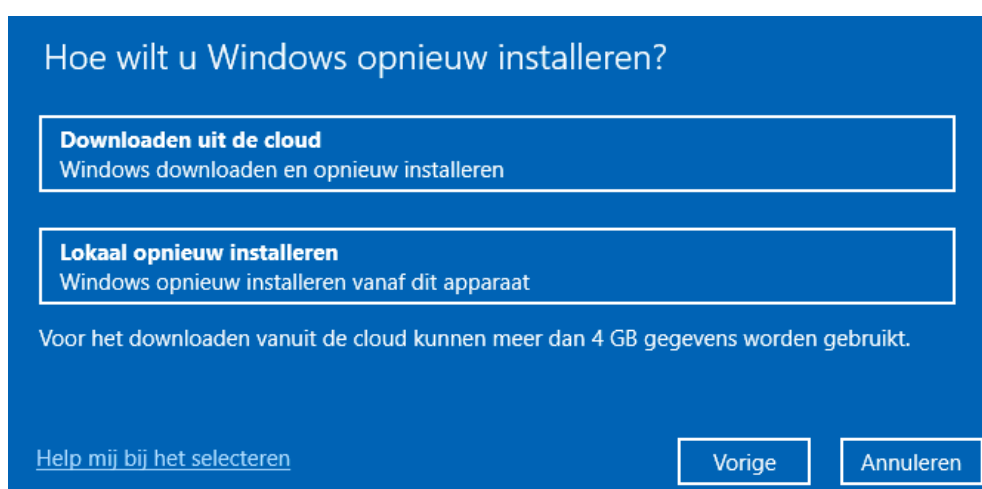 Hoe wilt u Windows opnieuw installeren?
Downloaden uit de cloud
Windows downloaden en opnieuw installeren
Lokaal opnieuw installeren
Windows opnieuw installeren vanaf dit apparaat
Voor het downloaden vanuit de cloud kunnen meer dan 4 GB gegevens worden gebruikt.
Help mij bij het selecteren
Vorige
Annuleren